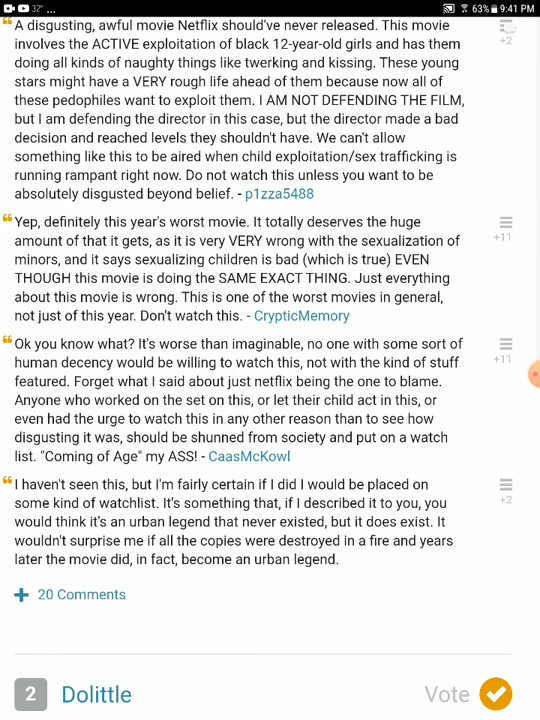 32" 63% 9:41 PM
“ A disgusting, awful movie Netflix should've never released. This movie
involves the ACTIVE exploitation of black 12-year-old girls and has them
+2
doing all kinds of naughty things like twerking and kissing. These young
stars might have a VERY rough life ahead of them because now all of
these pedophiles want to exploit them. I AM NOT DEFENDING THE FILM,
but I am defending the director in this case, but the director made a bad
decision and reached levels they shouldn't have. We can't allow
something like this to be aired when child exploitation/sex trafficking is
running rampant right now. Do not watch this unless you want to be
absolutely disgusted beyond belief. - p1zza5488
“ Yep, definitely this year's worst movie. It totally deserves the huge
amount of that it gets, as it is very VERY wrong with the sexualization of
+11
minors, and it says sexualizing children is bad (which is true) EVEN
THOUGH this movie is doing the SAME EXACT THING. Just everything
about this movie is wrong. This is one of the worst movies in general,
not just of this year. Don't watch this. - CrypticMemory
“ Ok you know what? It's worse than imaginable, no one with some sort of
human decency would be willing to watch this, not with the kind of stuff
+11
featured. Forget what I said about just netflix being the one to blame.
Anyone who worked on the set on this, or let their child act in this, or
even had the urge to watch this in any other reason than to see how
disgusting it was, should be shunned from society and put on a watch
list. "Coming of Age" my ASS! - CaasMcKowl
“ I haven't seen this, but I'm fairly certain if I did I would be placed on
some kind of watchlist. It's something that, if I described it to you, you
+2
would think it's an urban legend that never existed, but it does exist. It
wouldn't surprise me if all the copies were destroyed in a fire and years
later the movie did, in fact, become an urban legend.
+ 20 Comments
2 Dolittle Vote